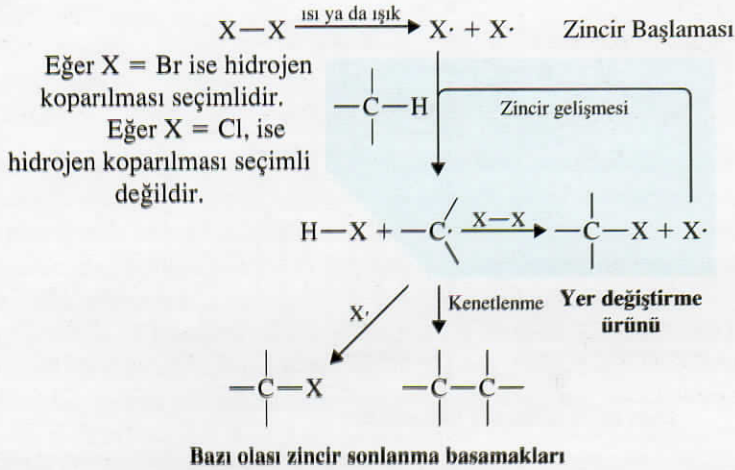 X—X ısı ya da ışık X· + X· Zincir Başlaması
Eğer X = Br ise hidrojen
koparılması seçimlidir.
Eğer X = Cl, ise
hidrojen koparılması seçimli
değildir.
—C—H
Zincir gelişmesi
H—X + —C· X—X —C—X + X·
X· Kenetlenme Yer değiştirme
ürünü
—C—X —C—C—
Bazı olası zincir sonlanma basamakları